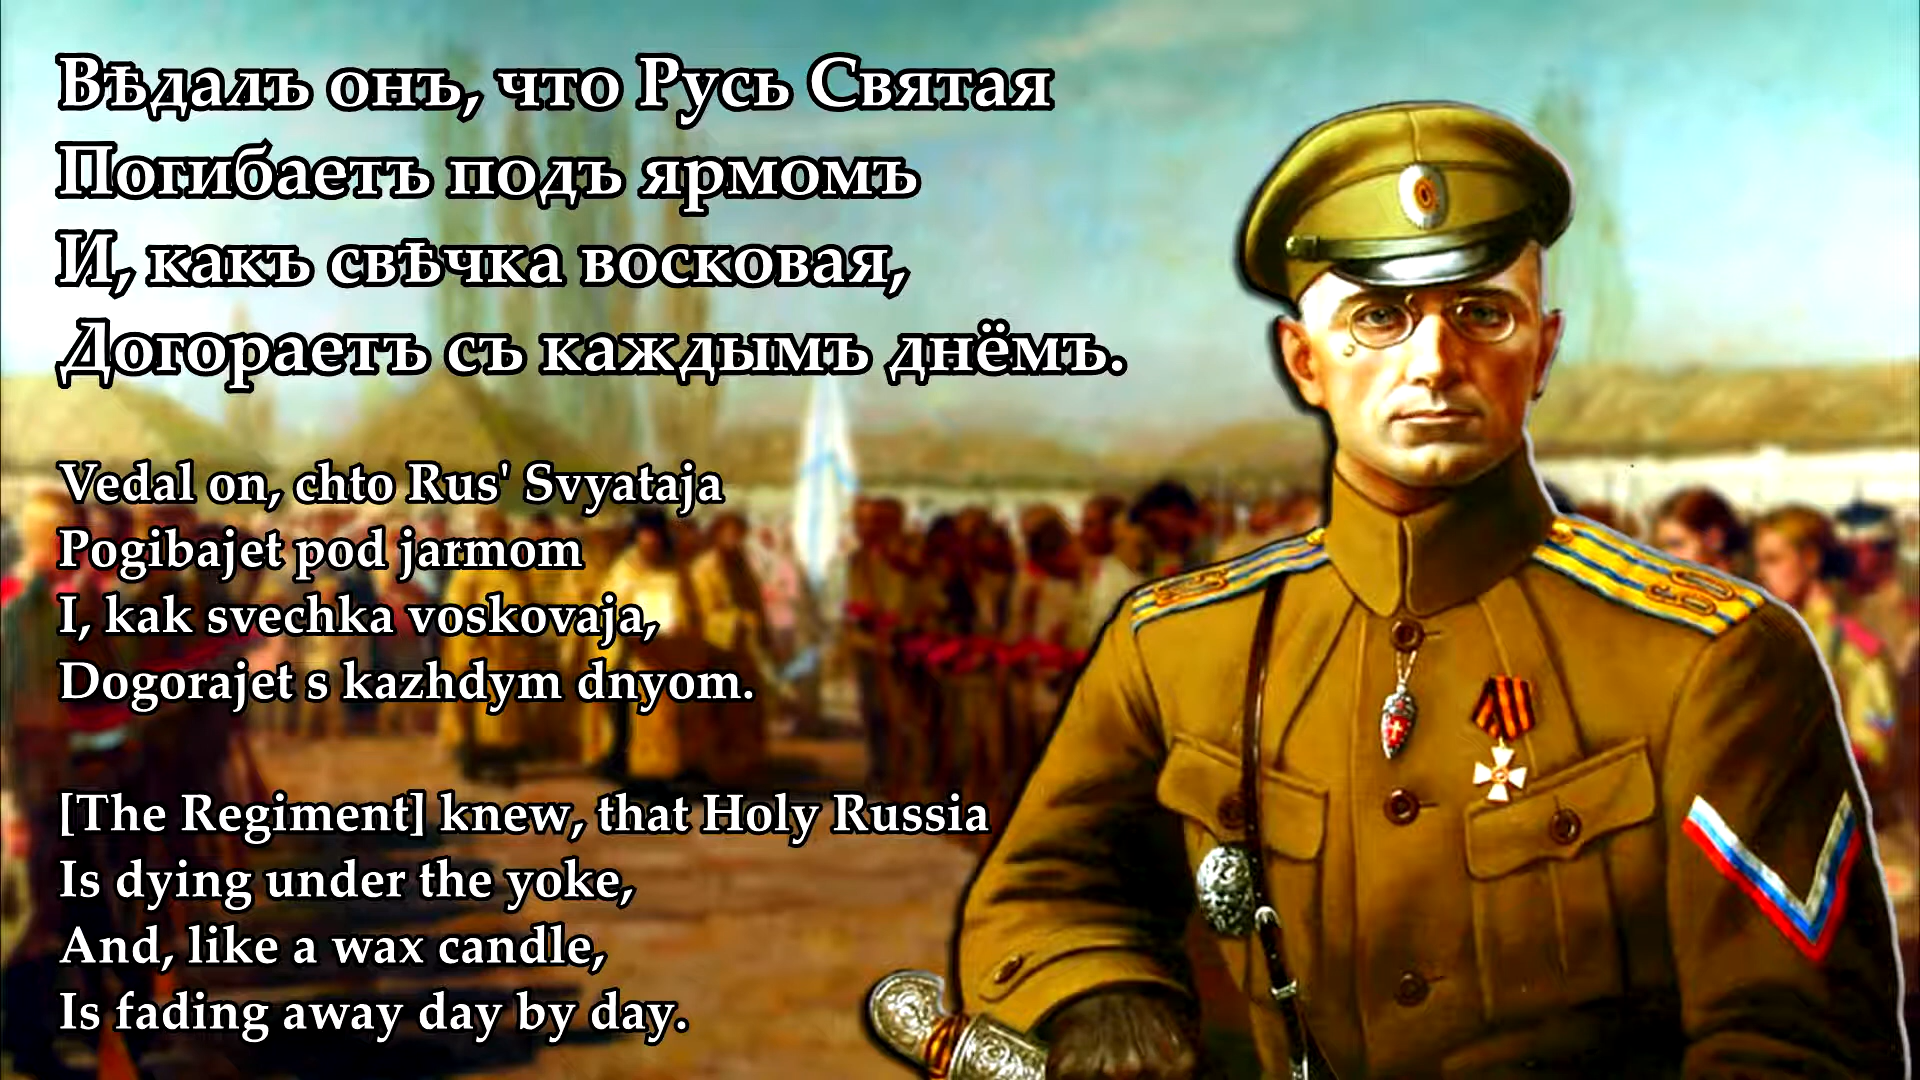 Вѣдалъ онъ, что Русь Святая
Погибаетъ подъ ярмомъ
И, какъ свѣчка восковая,
Догораетъ съ каждымъ днёмъ.
Vedal on, chto Rus' Svyataja
Pogibajet pod jarmom
I, kak svechka voskovaja,
Dogorajet s kazhdym dnyom.
[The Regiment] knew, that Holy Russia
Is dying under the yoke,
And, like a wax candle,
Is fading away day by day.